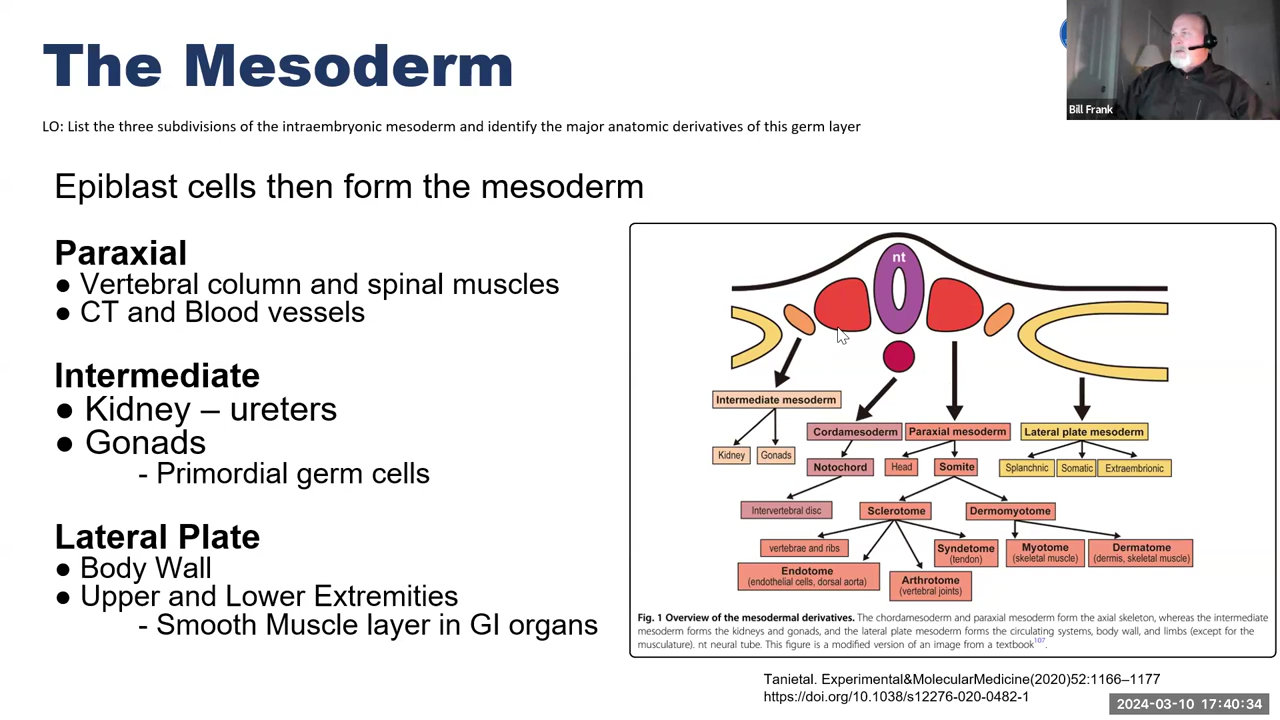 The Mesoderm
LO: List the three subdivisions of the intraembryonic mesoderm and identify the major anatomic derivatives of this germ layer
Bill Frank
Epiblast cells then form the mesoderm
Paraxial
● Vertebral column and spinal muscles
● CT and Blood vessels
Intermediate
● Kidney – ureters
● Gonads
- Primordial germ cells
Lateral Plate
● Body Wall
● Upper and Lower Extremities
- Smooth Muscle layer in GI organs
nt
Intermediate mesoderm
Kidney
Gonads
Cordamesoderm
Paraxial mesoderm
Lateral plate mesoderm
Notochord
Head
Somite
Splanchnic
Somatic
Extraembrionic
Intervertebral disc
Sclerotome
Dermomyotome
vertebrae and ribs
Syndetome
(tendon)
Myotome
(skeletal muscle)
Dermatome
(dermis, skeletal muscle)
Endotome
(endothelial cells, dorsal aorta)
Arthrotome
(vertebral joints)
Fig. 1 Overview of the mesodermal derivatives. The chordamesoderm and paraxial mesoderm form the axial skeleton, whereas the intermediate
mesoderm forms the kidneys and gonads, and the lateral plate mesoderm forms the circulating systems, body wall, and limbs (except for the
musculature). nt neural tube. This figure is a modified version of an image from a textbook107.
Tanietal. Experimental&MolecularMedicine(2020)52:1166–1177
https://doi.org/10.1038/s12276-020-0482-1
2024-03-10 17:40:34